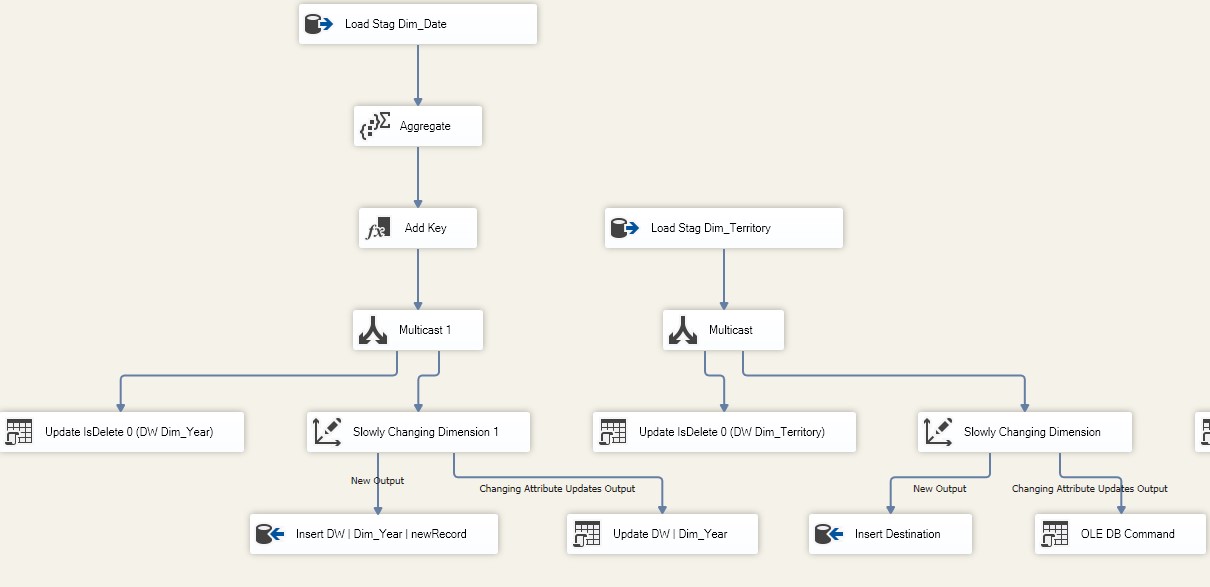 Load Stag Dim_Date
Aggregate
Add Key
Load Stag Dim_Territory
Multicast 1
Multicast
Update IsDelete 0 (DW Dim_Year)
Slowly Changing Dimension 1
Update IsDelete 0 (DW Dim_Territory)
Slowly Changing Dimension
New Output
Changing Attribute Updates Output
New Output
Changing Attribute Updates Output
Insert DW | Dim_Year | newRecord
Update DW | Dim_Year
Insert Destination
OLE DB Command